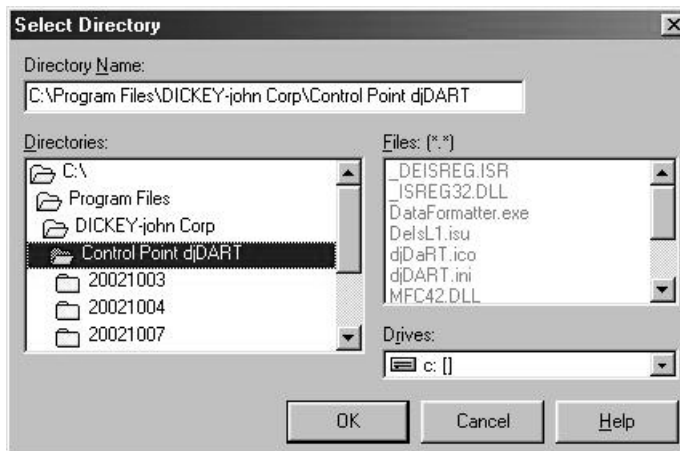 Select Directory
Directory Name:
C:\Program Files\DICKEY-john Corp\Control Point djDART
Directories:
C:\
Program Files
DICKEY-john Corp
Control Point djDART
20021003
20021004
20021007
Files: (*.*)
_DEISREG.ISR
_ISREG32.DLL
DataFormatter.exe
DeIsL1.isu
djDaRT.ico
djDART.ini
MFC42.DLL
Drives:
c: []
OK
Cancel
Help